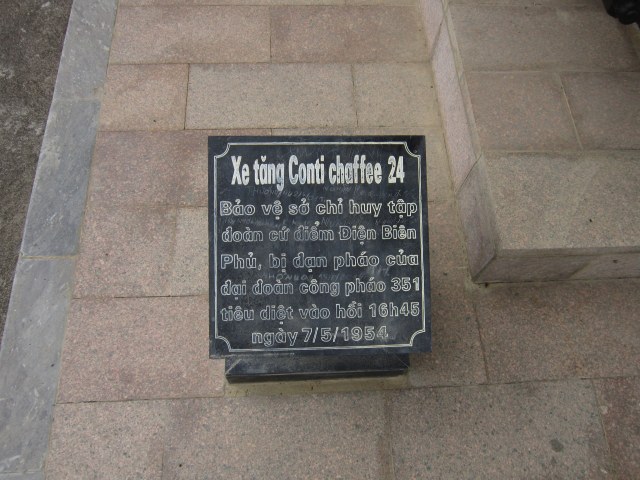 Xe tăng Conti chaffee 24
Bảo vệ sở chỉ huy tập
đoàn cứ điểm Điện Biên
Phủ, bị đạn pháo của
đại đoàn công pháo 351
tiêu diệt vào hồi 16h45
ngày 7/5/1954